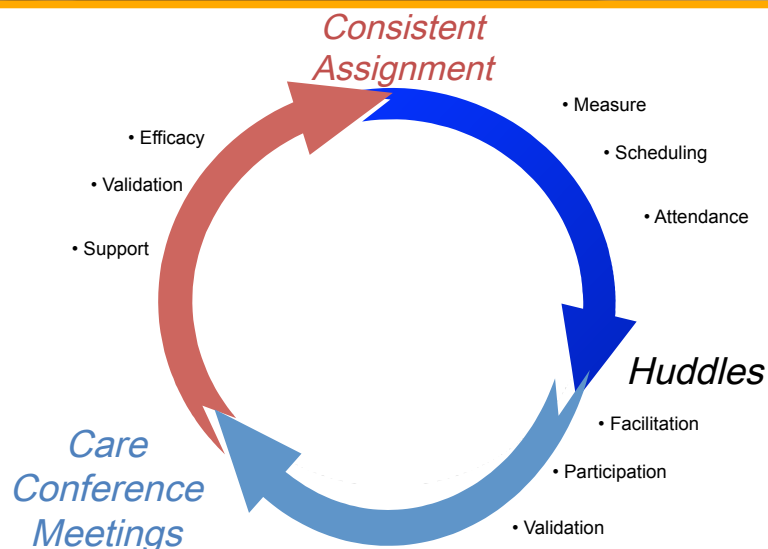 Consistent
Assignment
• Measure
• Scheduling
• Attendance
Huddles
• Facilitation
• Participation
• Validation
Care
Conference
Meetings
• Support
• Validation
• Efficacy